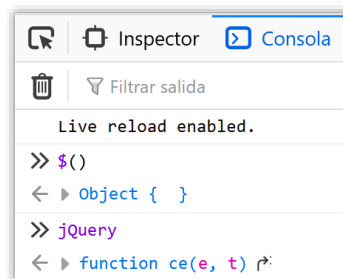 Inspector Consola
Filtrar salida
Live reload enabled.
>> $()
← ▶ Object {  }
>> jQuery
← ▶ function ce(e, t)